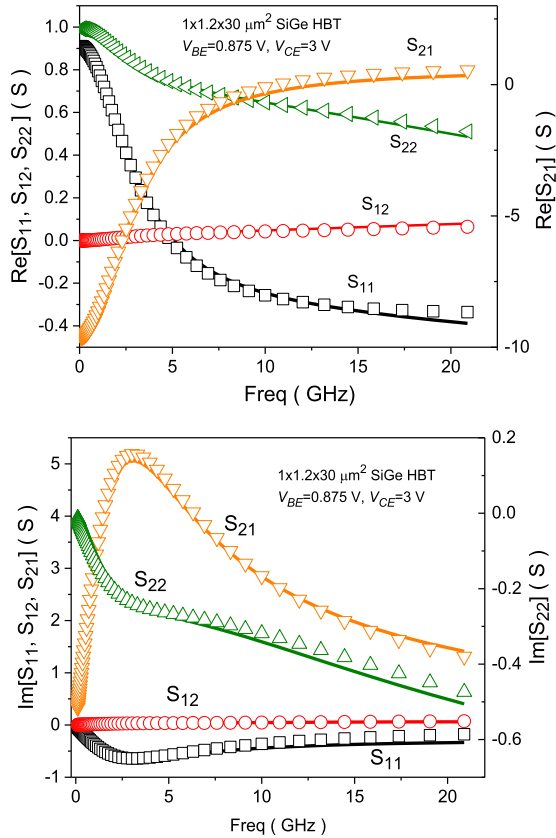 1x1.2x30 μm² SiGe HBT
V_BE=0.875 V, V_CE=3 V
S21
S22
S12
S11
1.0
0.8
0.6
0.4
0.2
0.0
-0.2
-0.4
0
-5
-10
0
5
10
15
20
Re[S11, S12, S22] ( S )
Re[S21] ( S )
Freq ( GHz)
1x1.2x30 μm² SiGe HBT
V_BE=0.875 V, V_CE=3 V
S21
S22
S12
S11
5
4
3
2
1
0
-1
0.2
0.0
-0.2
-0.4
-0.6
0
5
10
15
20
Im[S11, S12, S21] ( S )
Im[S22] ( S )
Freq ( GHz )